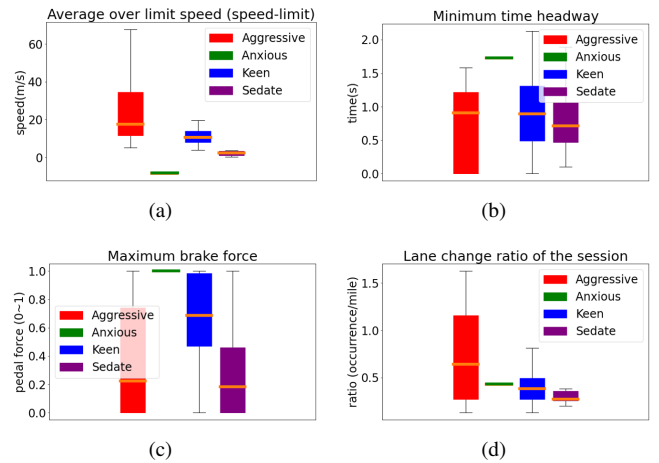 Average over limit speed (speed-limit)
speed(m/s)
60
40
20
0
Aggressive
Anxious
Keen
Sedate
(a)
Minimum time headway
time(s)
2.0
1.5
1.0
0.5
0.0
Aggressive
Anxious
Keen
Sedate
(b)
Maximum brake force
pedal force (0~1)
1.0
0.8
0.6
0.4
0.2
0.0
Aggressive
Anxious
Keen
Sedate
(c)
Lane change ratio of the session
ratio (occurrence/mile)
1.5
1.0
0.5
Aggressive
Anxious
Keen
Sedate
(d)